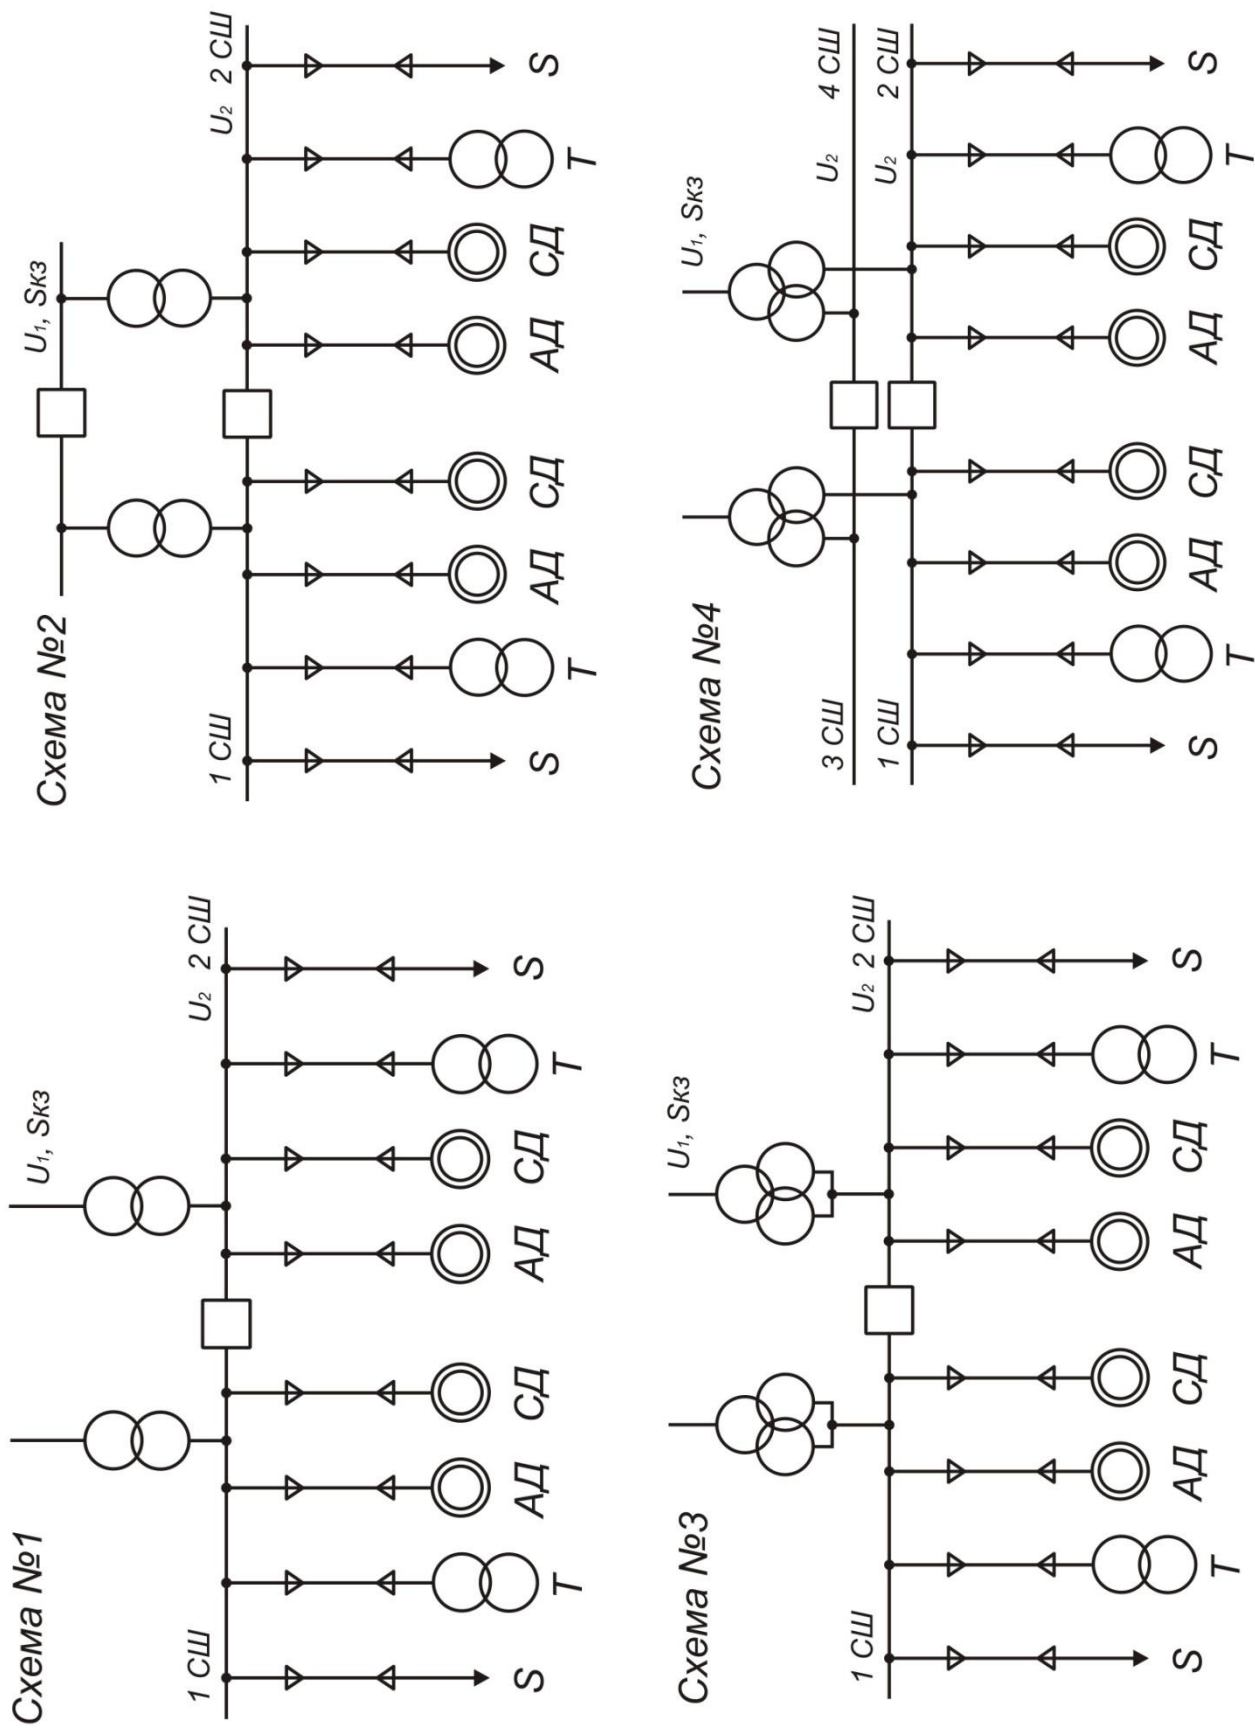 Схема №1
U₁, Sкз
1 СШ U₂ 2 СШ
S T АД СД АД СД T S
Схема №2
U₁, Sкз
1 СШ U₂ 2 СШ
S T АД СД АД СД T S
Схема №3
U₁, Sкз
1 СШ U₂ 2 СШ
S T АД СД АД СД T S
Схема №4
U₁, Sкз
3 СШ U₂ 4 СШ
1 СШ U₂ 2 СШ
S T АД СД АД СД T S